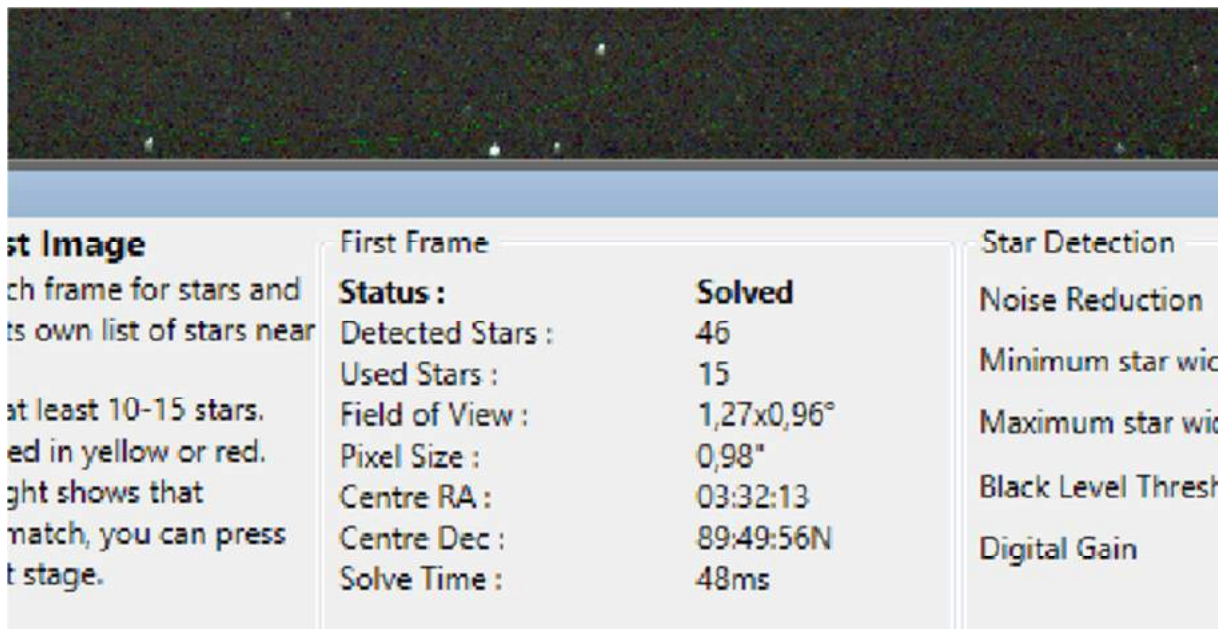 st Image
ch frame for stars and
ts own list of stars near
at least 10-15 stars.
ed in yellow or red.
ght shows that
match, you can press
t stage.
First Frame
Status : Solved
Detected Stars : 46
Used Stars : 15
Field of View : 1,27x0,96°
Pixel Size : 0,98"
Centre RA : 03:32:13
Centre Dec : 89:49:56N
Solve Time : 48ms
Star Detection
Noise Reduction
Minimum star wid
Maximum star wid
Black Level Thresh
Digital Gain